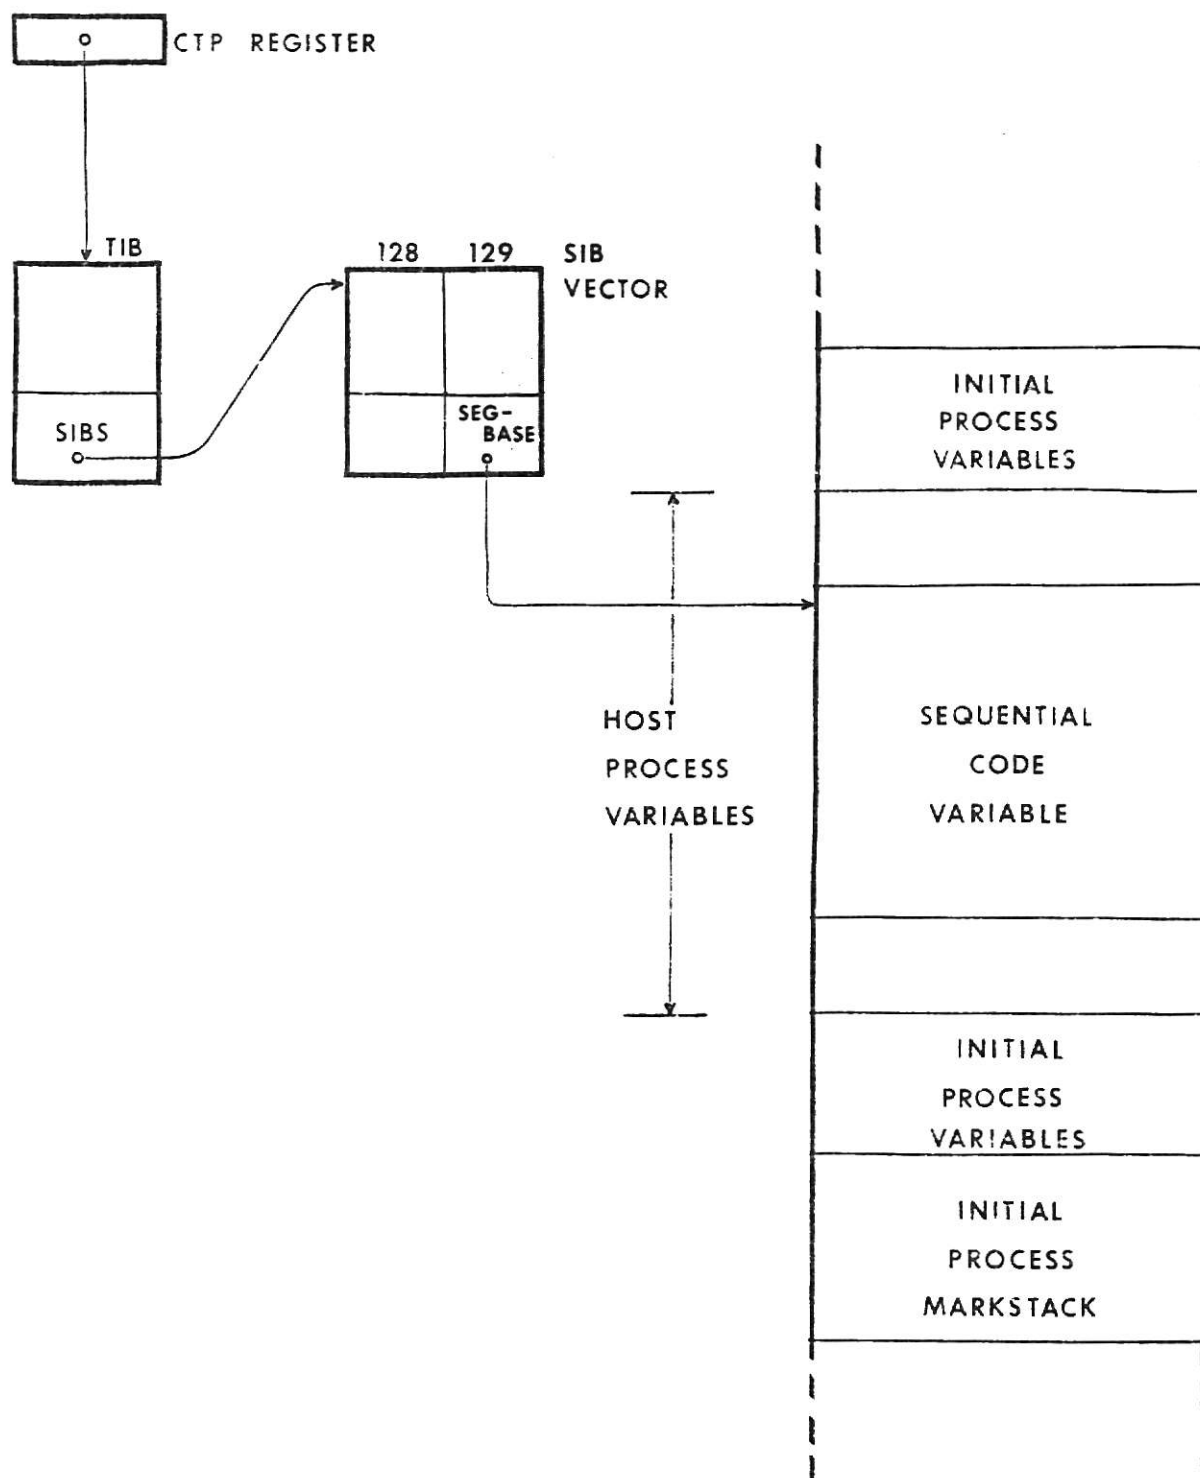 CTP REGISTER
TIB
SIBS
128 129
SIB
VECTOR
SEG-
BASE
HOST
PROCESS
VARIABLES
INITIAL
PROCESS
VARIABLES
SEQUENTIAL
CODE
VARIABLE
INITIAL
PROCESS
VARIABLES
INITIAL
PROCESS
MARKSTACK